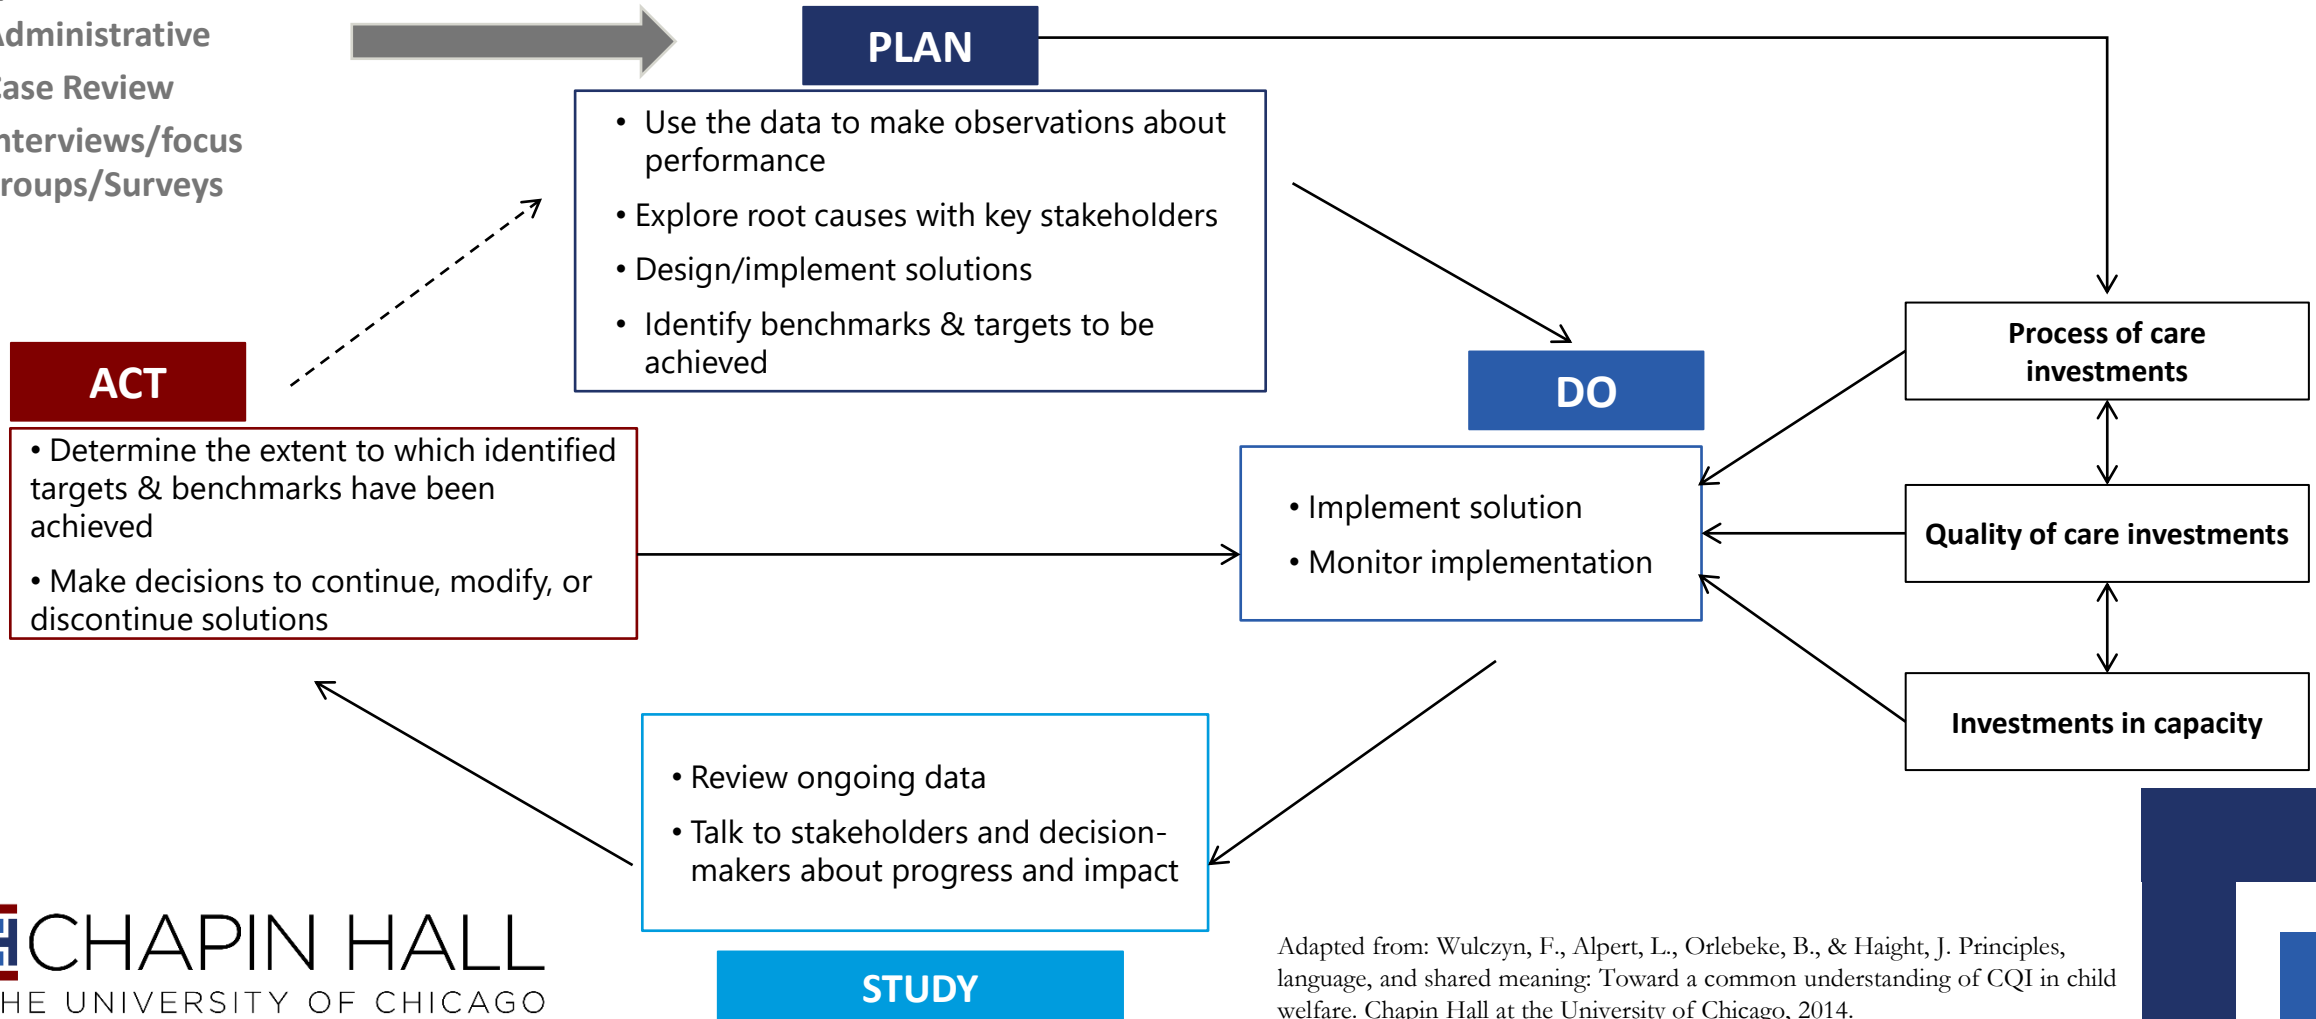 Administrative
Case Review
Interviews/focus
groups/Surveys
PLAN
• Use the data to make observations about
performance
• Explore root causes with key stakeholders
• Design/implement solutions
• Identify benchmarks & targets to be
achieved
ACT
• Determine the extent to which identified
targets & benchmarks have been
achieved
• Make decisions to continue, modify, or
discontinue solutions
DO
• Implement solution
• Monitor implementation
Process of care
investments
Quality of care investments
Investments in capacity
• Review ongoing data
• Talk to stakeholders and decision-
makers about progress and impact
STUDY
CHAPIN HALL
THE UNIVERSITY OF CHICAGO
Adapted from: Wulczyn, F., Alpert, L., Orlebeke, B., & Haight, J. Principles,
language, and shared meaning: Toward a common understanding of CQI in child
welfare. Chapin Hall at the University of Chicago, 2014.